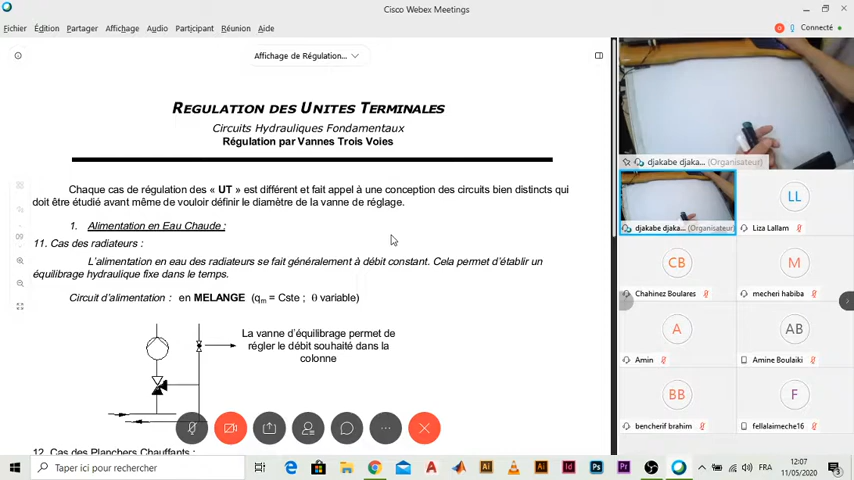 Cisco Webex Meetings
Fichier Édition Partager Affichage Audio Participant Réunion Aide
Connecté
Affichage de Régulation...
REGULATION DES UNITES TERMINALES
Circuits Hydrauliques Fondamentaux
Régulation par Vannes Trois Voies
Chaque cas de régulation des « UT » est différent et fait appel à une conception des circuits bien distincts qui
doit être étudié avant même de vouloir définir le diamètre de la vanne de réglage.
1. Alimentation en Eau Chaude :
11. Cas des radiateurs :
L'alimentation en eau des radiateurs se fait généralement à débit constant. Cela permet d'établir un
équilibrage hydraulique fixe dans le temps.
Circuit d'alimentation : en MELANGE (qm = Cste ; θ variable)
La vanne d'équilibrage permet de
régler le débit souhaité dans la
colonne
12. Cas des Planchers Chauffants :
djakabe djaka... (Organisateur)
djakabe djaka... (Organisateur)
LL
Liza Lallam
CB
Chahinez Boulares
M
mecheri habiba
A
Amin
AB
Amine Boulaiki
BB
bencherif brahim
F
fellalaimeche16
Taper ici pour rechercher
FRA
12:07
11/05/2020